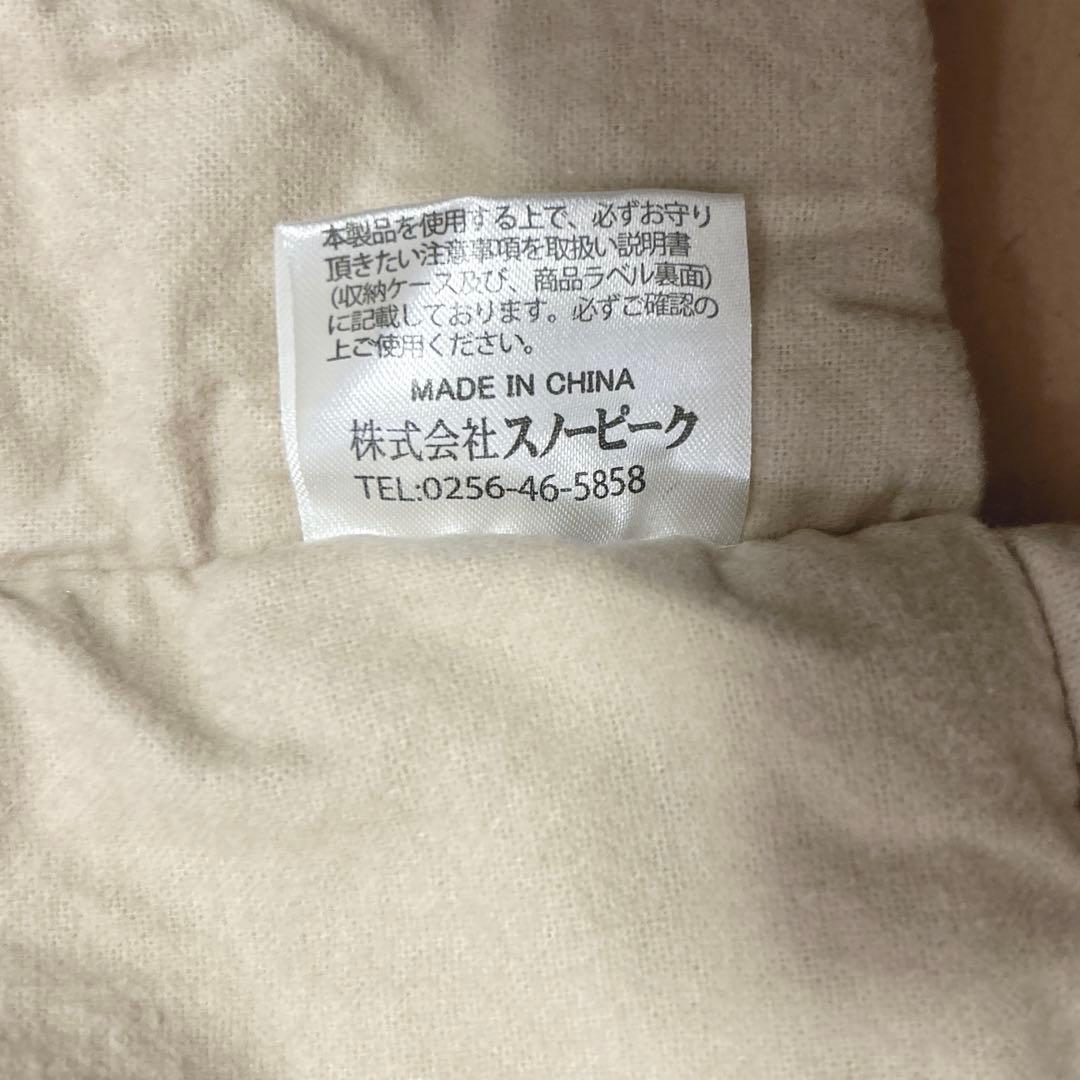 本製品を使用する上で、必ずお守り
頂きたい注意事項を取扱い説明書
(収納ケース及び、商品ラベル裏面)
に記載しております。必ずご確認の
上ご使用ください。
MADE IN CHINA
株式会社スノーピーク
TEL:0256-46-5858